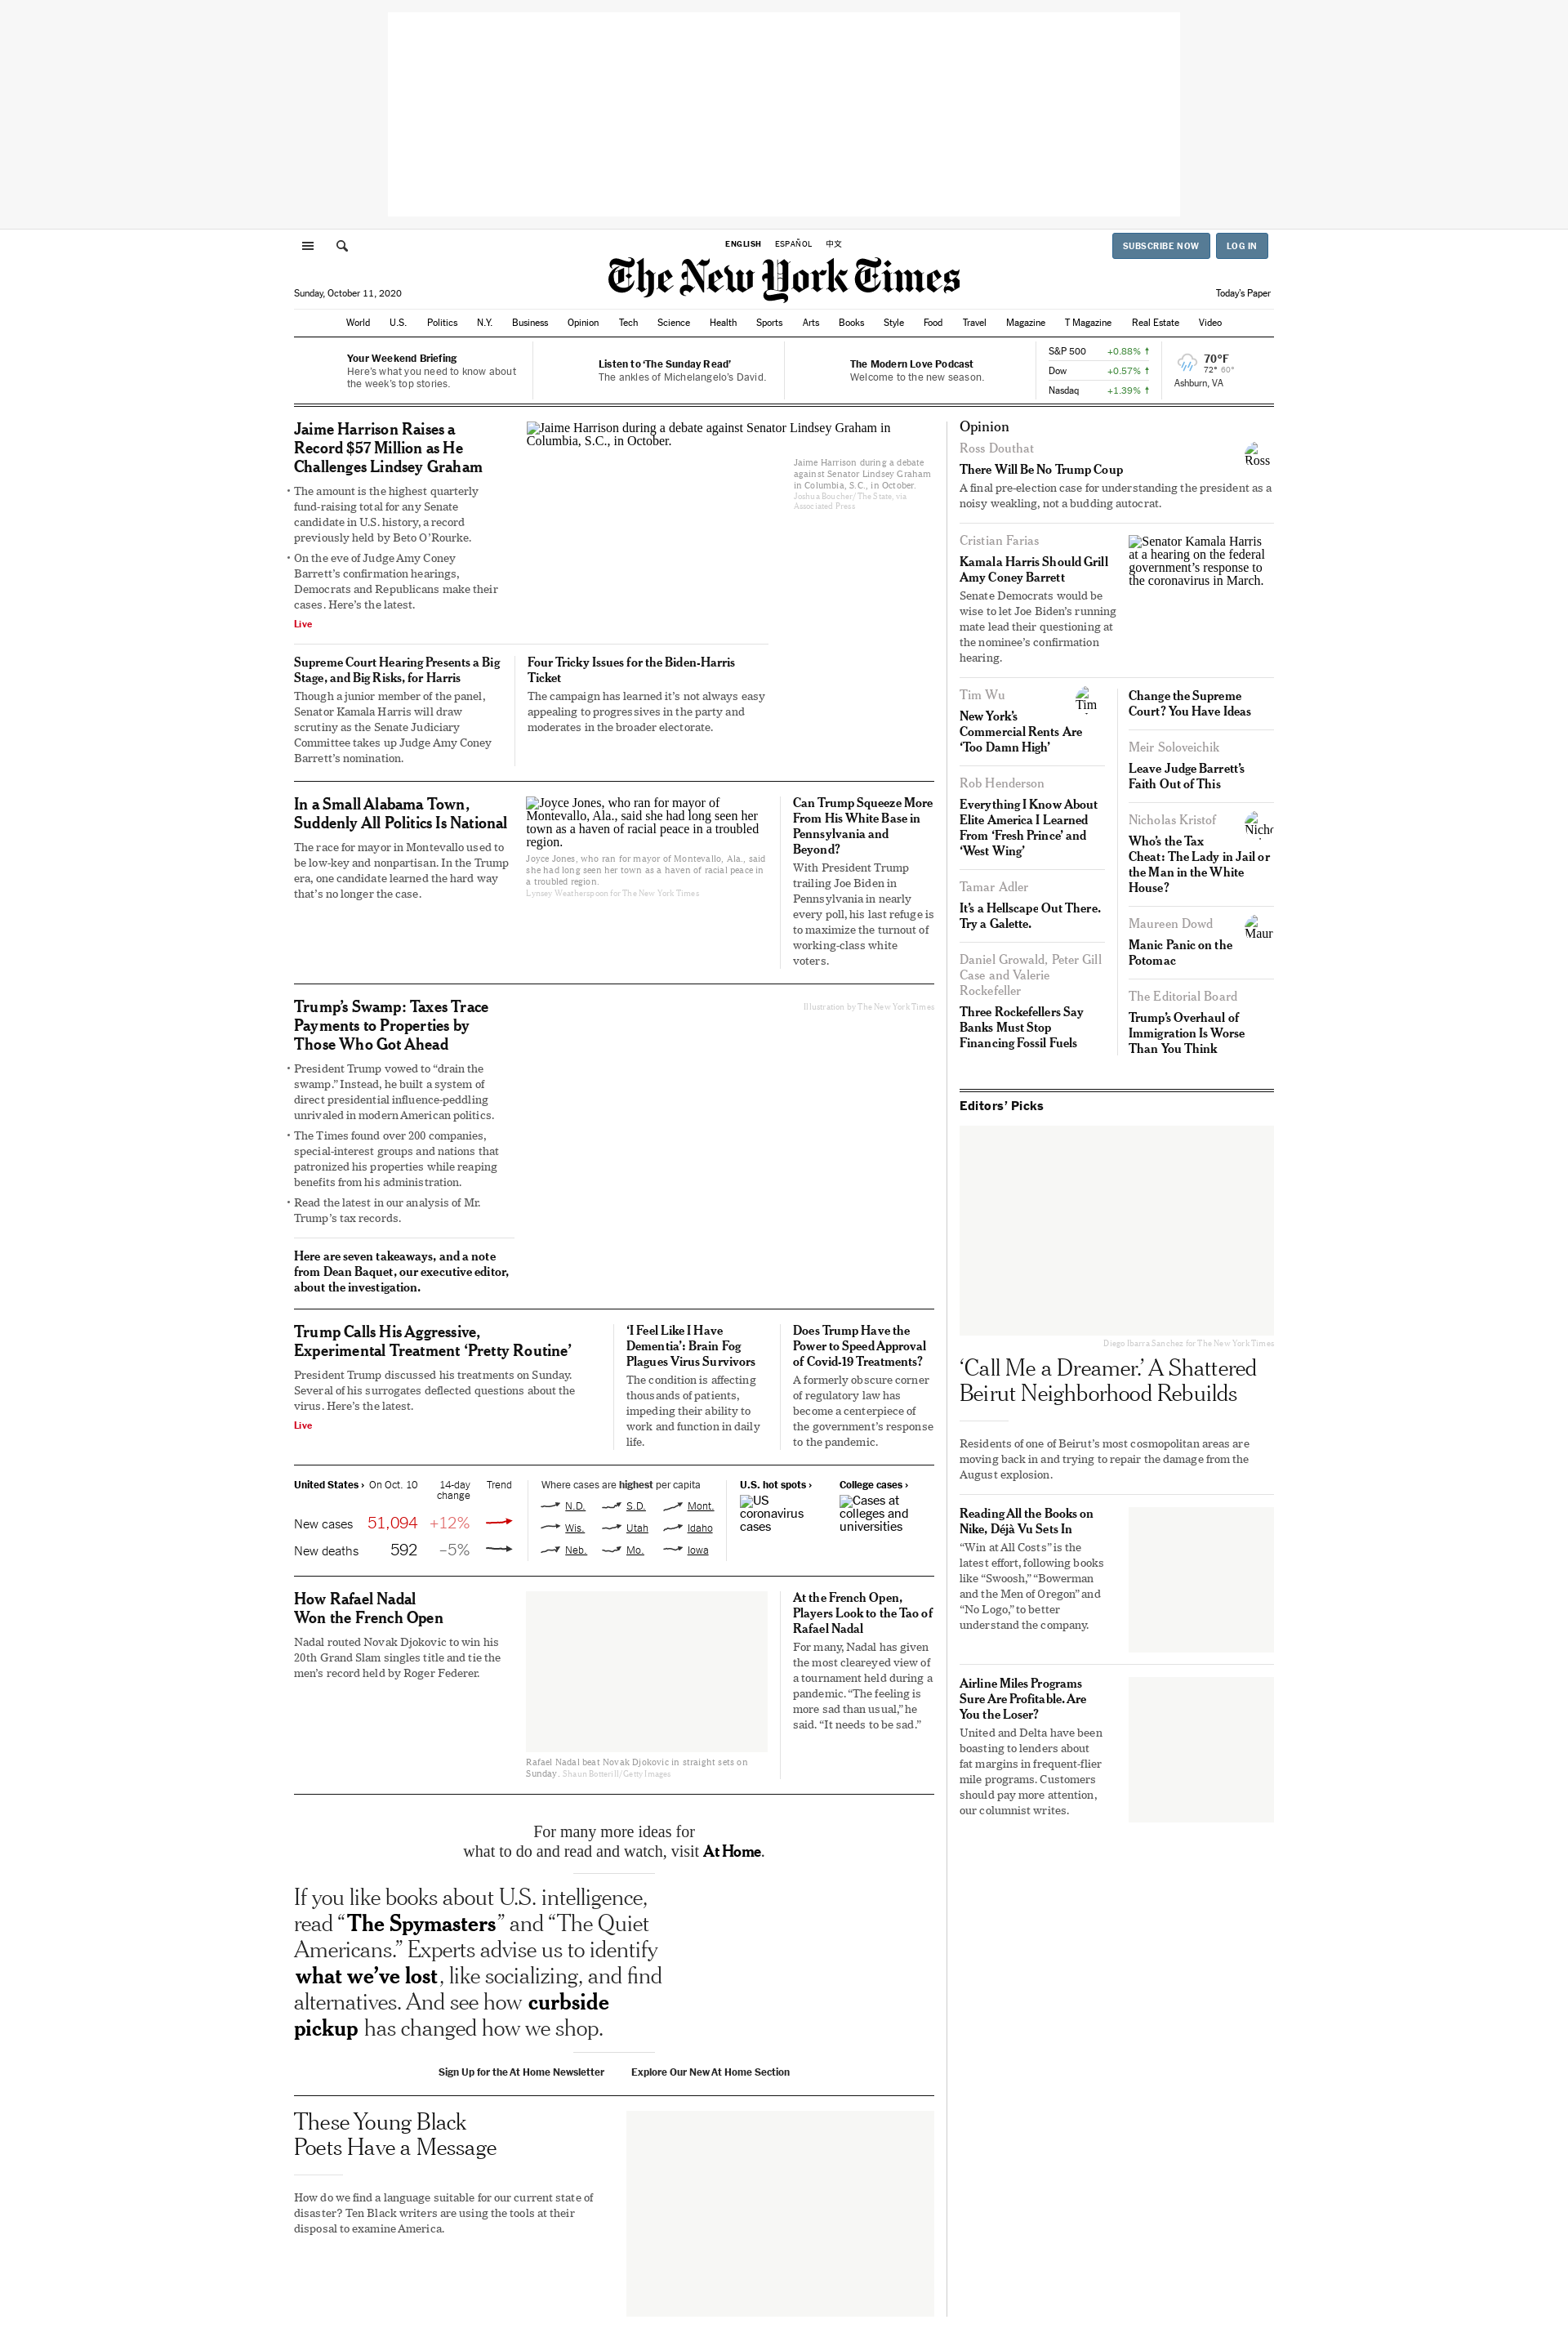 ENGLISH ESPAÑOL 中文
SUBSCRIBE NOW LOG IN
The New York Times
Sunday, October 11, 2020
Today's Paper
World U.S. Politics N.Y. Business Opinion Tech Science Health Sports Arts Books Style Food Travel Magazine T Magazine Real Estate Video
Your Weekend Briefing
Here's what you need to know about
the week's top stories.
Listen to ‘The Sunday Read’
The ankles of Michelangelo's David.
The Modern Love Podcast
Welcome to the new season.
S&P 500 +0.88%
Dow +0.57%
Nasdaq +1.39%
70°F
72° 60°
Ashburn, VA
Jaime Harrison Raises a
Record $57 Million as He
Challenges Lindsey Graham
• The amount is the highest quarterly
fund-raising total for any Senate
candidate in U.S. history, a record
previously held by Beto O’Rourke.
• On the eve of Judge Amy Coney
Barrett’s confirmation hearings,
Democrats and Republicans make their
cases. Here’s the latest.
Live
Jaime Harrison during a debate against Senator Lindsey Graham in
Columbia, S.C., in October.
Jaime Harrison during a debate
against Senator Lindsey Graham
in Columbia, S.C., in October.
Joshua Boucher/The State, via
Associated Press
Supreme Court Hearing Presents a Big
Stage, and Big Risks, for Harris
Though a junior member of the panel,
Senator Kamala Harris will draw
scrutiny as the Senate Judiciary
Committee takes up Judge Amy Coney
Barrett’s nomination.
Four Tricky Issues for the Biden-Harris
Ticket
The campaign has learned it’s not always easy
appealing to progressives in the party and
moderates in the broader electorate.
In a Small Alabama Town,
Suddenly All Politics Is National
The race for mayor in Montevallo used to
be low-key and nonpartisan. In the Trump
era, one candidate learned the hard way
that’s no longer the case.
Joyce Jones, who ran for mayor of
Montevallo, Ala., said she had long seen her
town as a haven of racial peace in a troubled
region.
Joyce Jones, who ran for mayor of Montevallo, Ala., said
she had long seen her town as a haven of racial peace in
a troubled region.
Lynsey Weatherspoon for The New York Times
Can Trump Squeeze More
From His White Base in
Pennsylvania and
Beyond?
With President Trump
trailing Joe Biden in
Pennsylvania in nearly
every poll, his last refuge is
to maximize the turnout of
working-class white
voters.
Trump’s Swamp: Taxes Trace
Payments to Properties by
Those Who Got Ahead
• President Trump vowed to “drain the
swamp.” Instead, he built a system of
direct presidential influence-peddling
unrivaled in modern American politics.
• The Times found over 200 companies,
special-interest groups and nations that
patronized his properties while reaping
benefits from his administration.
• Read the latest in our analysis of Mr.
Trump’s tax records.
Illustration by The New York Times
Here are seven takeaways, and a note
from Dean Baquet, our executive editor,
about the investigation.
Trump Calls His Aggressive,
Experimental Treatment ‘Pretty Routine’
President Trump discussed his treatments on Sunday.
Several of his surrogates deflected questions about the
virus. Here’s the latest.
Live
‘I Feel Like I Have
Dementia’: Brain Fog
Plagues Virus Survivors
The condition is affecting
thousands of patients,
impeding their ability to
work and function in daily
life.
Does Trump Have the
Power to Speed Approval
of Covid-19 Treatments?
A formerly obscure corner
of regulatory law has
become a centerpiece of
the government’s response
to the pandemic.
United States › On Oct. 10 14-day
change Trend
New cases 51,094 +12%
New deaths 592 –5%
Where cases are highest per capita
N.D. S.D. Mont.
Wis. Utah Idaho
Neb. Mo. Iowa
U.S. hot spots ›
US
coronavirus
cases
College cases ›
Cases at
colleges and
universities
How Rafael Nadal
Won the French Open
Nadal routed Novak Djokovic to win his
20th Grand Slam singles title and tie the
men’s record held by Roger Federer.
Rafael Nadal beat Novak Djokovic in straight sets on
Sunday. Shaun Botterill/Getty Images
At the French Open,
Players Look to the Tao of
Rafael Nadal
For many, Nadal has given
the most cleareyed view of
a tournament held during a
pandemic. “The feeling is
more sad than usual,” he
said. “It needs to be sad.”
For many more ideas for
what to do and read and watch, visit At Home.
If you like books about U.S. intelligence,
read “The Spymasters” and “The Quiet
Americans.” Experts advise us to identify
what we’ve lost, like socializing, and find
alternatives. And see how curbside
pickup has changed how we shop.
Sign Up for the At Home Newsletter Explore Our New At Home Section
These Young Black
Poets Have a Message
How do we find a language suitable for our current state of
disaster? Ten Black writers are using the tools at their
disposal to examine America.
Opinion
Ross Douthat
Ross
There Will Be No Trump Coup
A final pre-election case for understanding the president as a
noisy weakling, not a budding autocrat.
Cristian Farias
Kamala Harris Should Grill
Amy Coney Barrett
Senate Democrats would be
wise to let Joe Biden’s running
mate lead their questioning at
the nominee’s confirmation
hearing.
Senator Kamala Harris
at a hearing on the federal
government’s response to
the coronavirus in March.
Tim Wu
Tim
New York’s
Commercial Rents Are
‘Too Damn High’
Rob Henderson
Everything I Know About
Elite America I Learned
From ‘Fresh Prince’ and
‘West Wing’
Tamar Adler
It’s a Hellscape Out There.
Try a Galette.
Daniel Growald, Peter Gill
Case and Valerie
Rockefeller
Three Rockefellers Say
Banks Must Stop
Financing Fossil Fuels
Change the Supreme
Court? You Have Ideas
Meir Soloveichik
Leave Judge Barrett’s
Faith Out of This
Nicholas Kristof
Nicho
Who’s the Tax
Cheat: The Lady in Jail or
the Man in the White
House?
Maureen Dowd
Maur
Manic Panic on the
Potomac
The Editorial Board
Trump’s Overhaul of
Immigration Is Worse
Than You Think
Editors’ Picks
Diego Ibarra Sanchez for The New York Times
‘Call Me a Dreamer.’ A Shattered
Beirut Neighborhood Rebuilds
Residents of one of Beirut’s most cosmopolitan areas are
moving back in and trying to repair the damage from the
August explosion.
Reading All the Books on
Nike, Déjà Vu Sets In
“Win at All Costs” is the
latest effort, following books
like “Swoosh,” “Bowerman
and the Men of Oregon” and
“No Logo,” to better
understand the company.
Airline Miles Programs
Sure Are Profitable. Are
You the Loser?
United and Delta have been
boasting to lenders about
fat margins in frequent-flier
mile programs. Customers
should pay more attention,
our columnist writes.